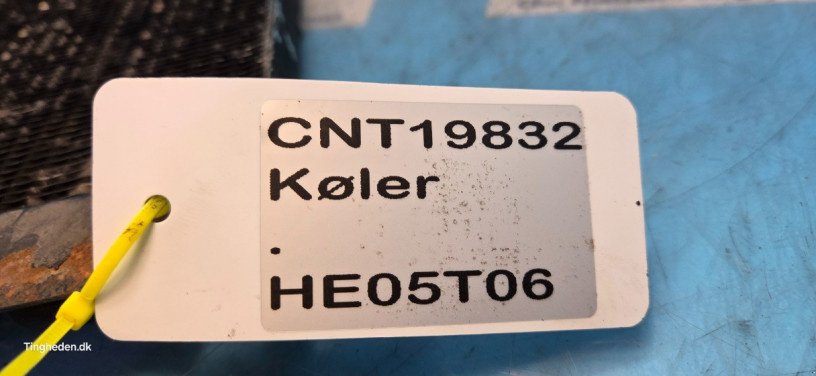 CNT19832
Køler
.
HE05T06
Tingheden.dk